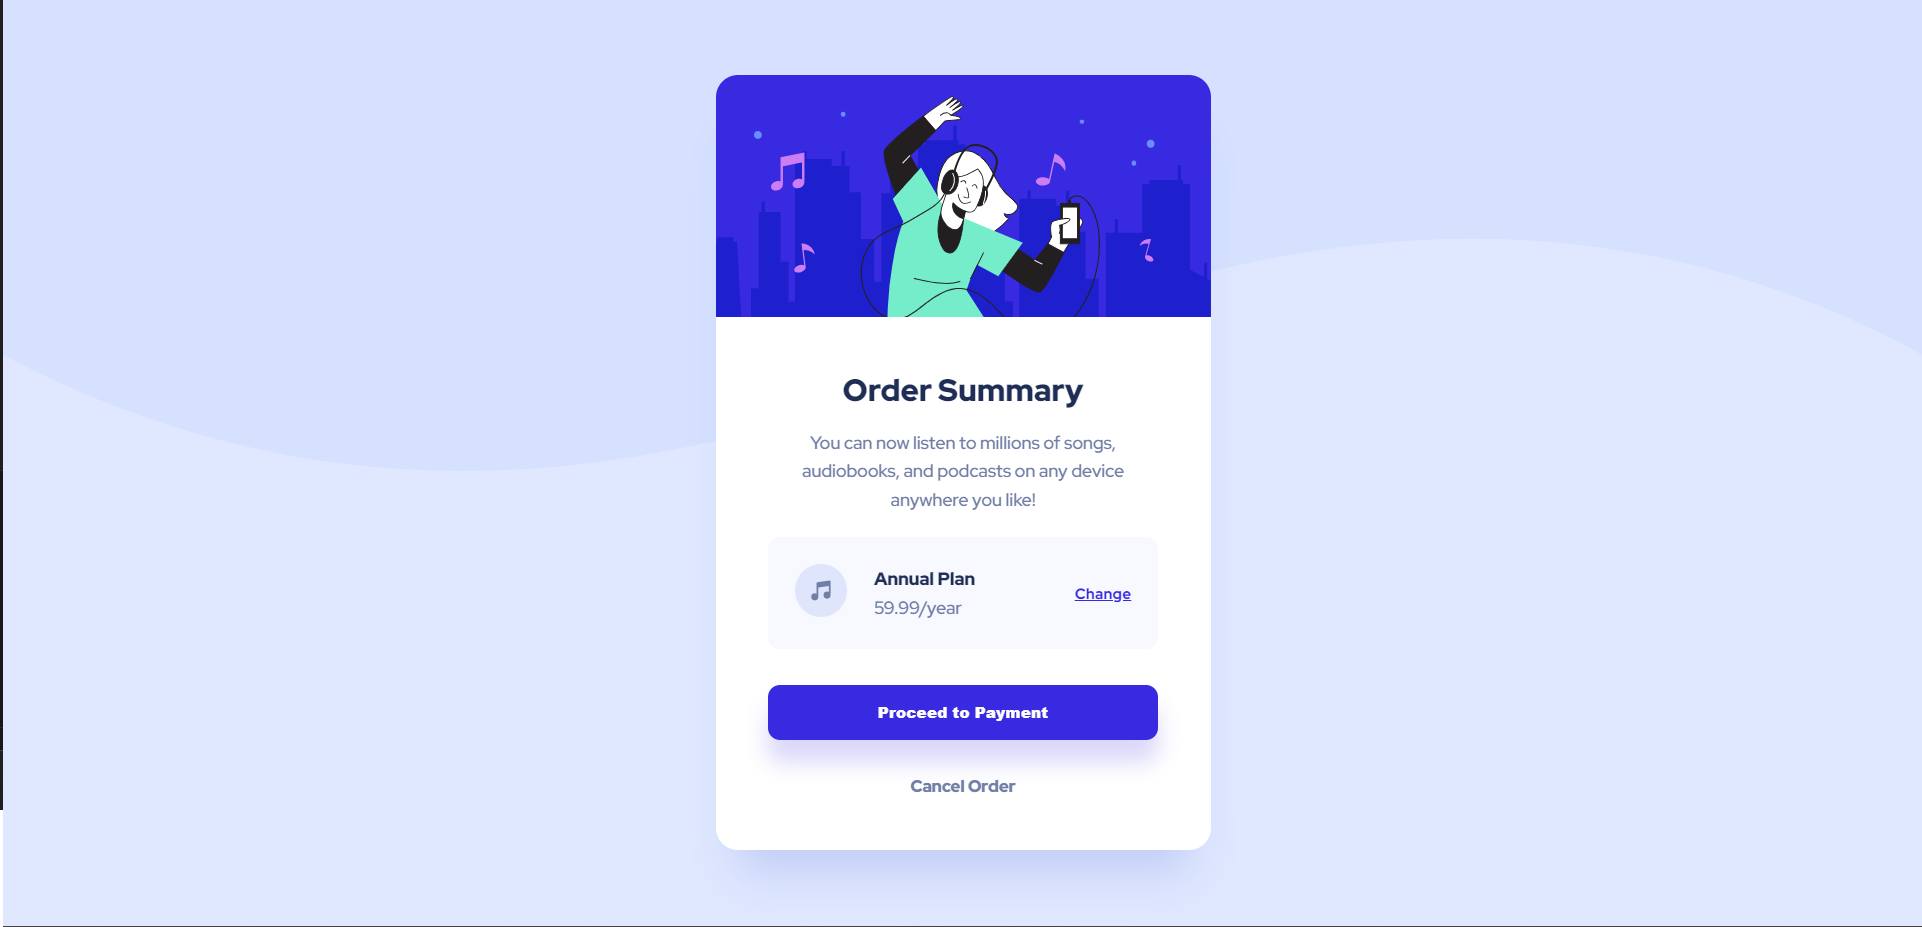 Order Summary
You can now listen to millions of songs,
audiobooks, and podcasts on any device
anywhere you like!
Annual Plan
59.99/year
Change
Proceed to Payment
Cancel Order